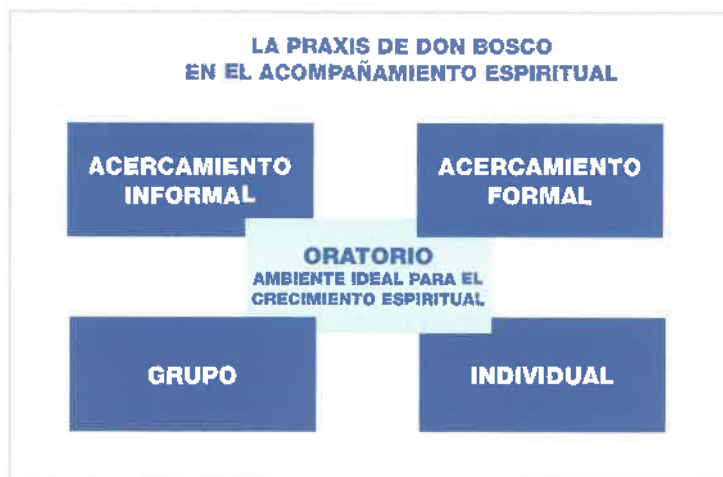 LA PRAXIS DE DON BOSCO
EN EL ACOMPAÑAMIENTO ESPIRITUAL
ACERCAMIENTO
INFORMAL
ACERCAMIENTO
FORMAL
ORATORIO
AMBIENTE IDEAL PARA EL
CRECIMIENTO ESPIRITUAL
GRUPO
INDIVIDUAL